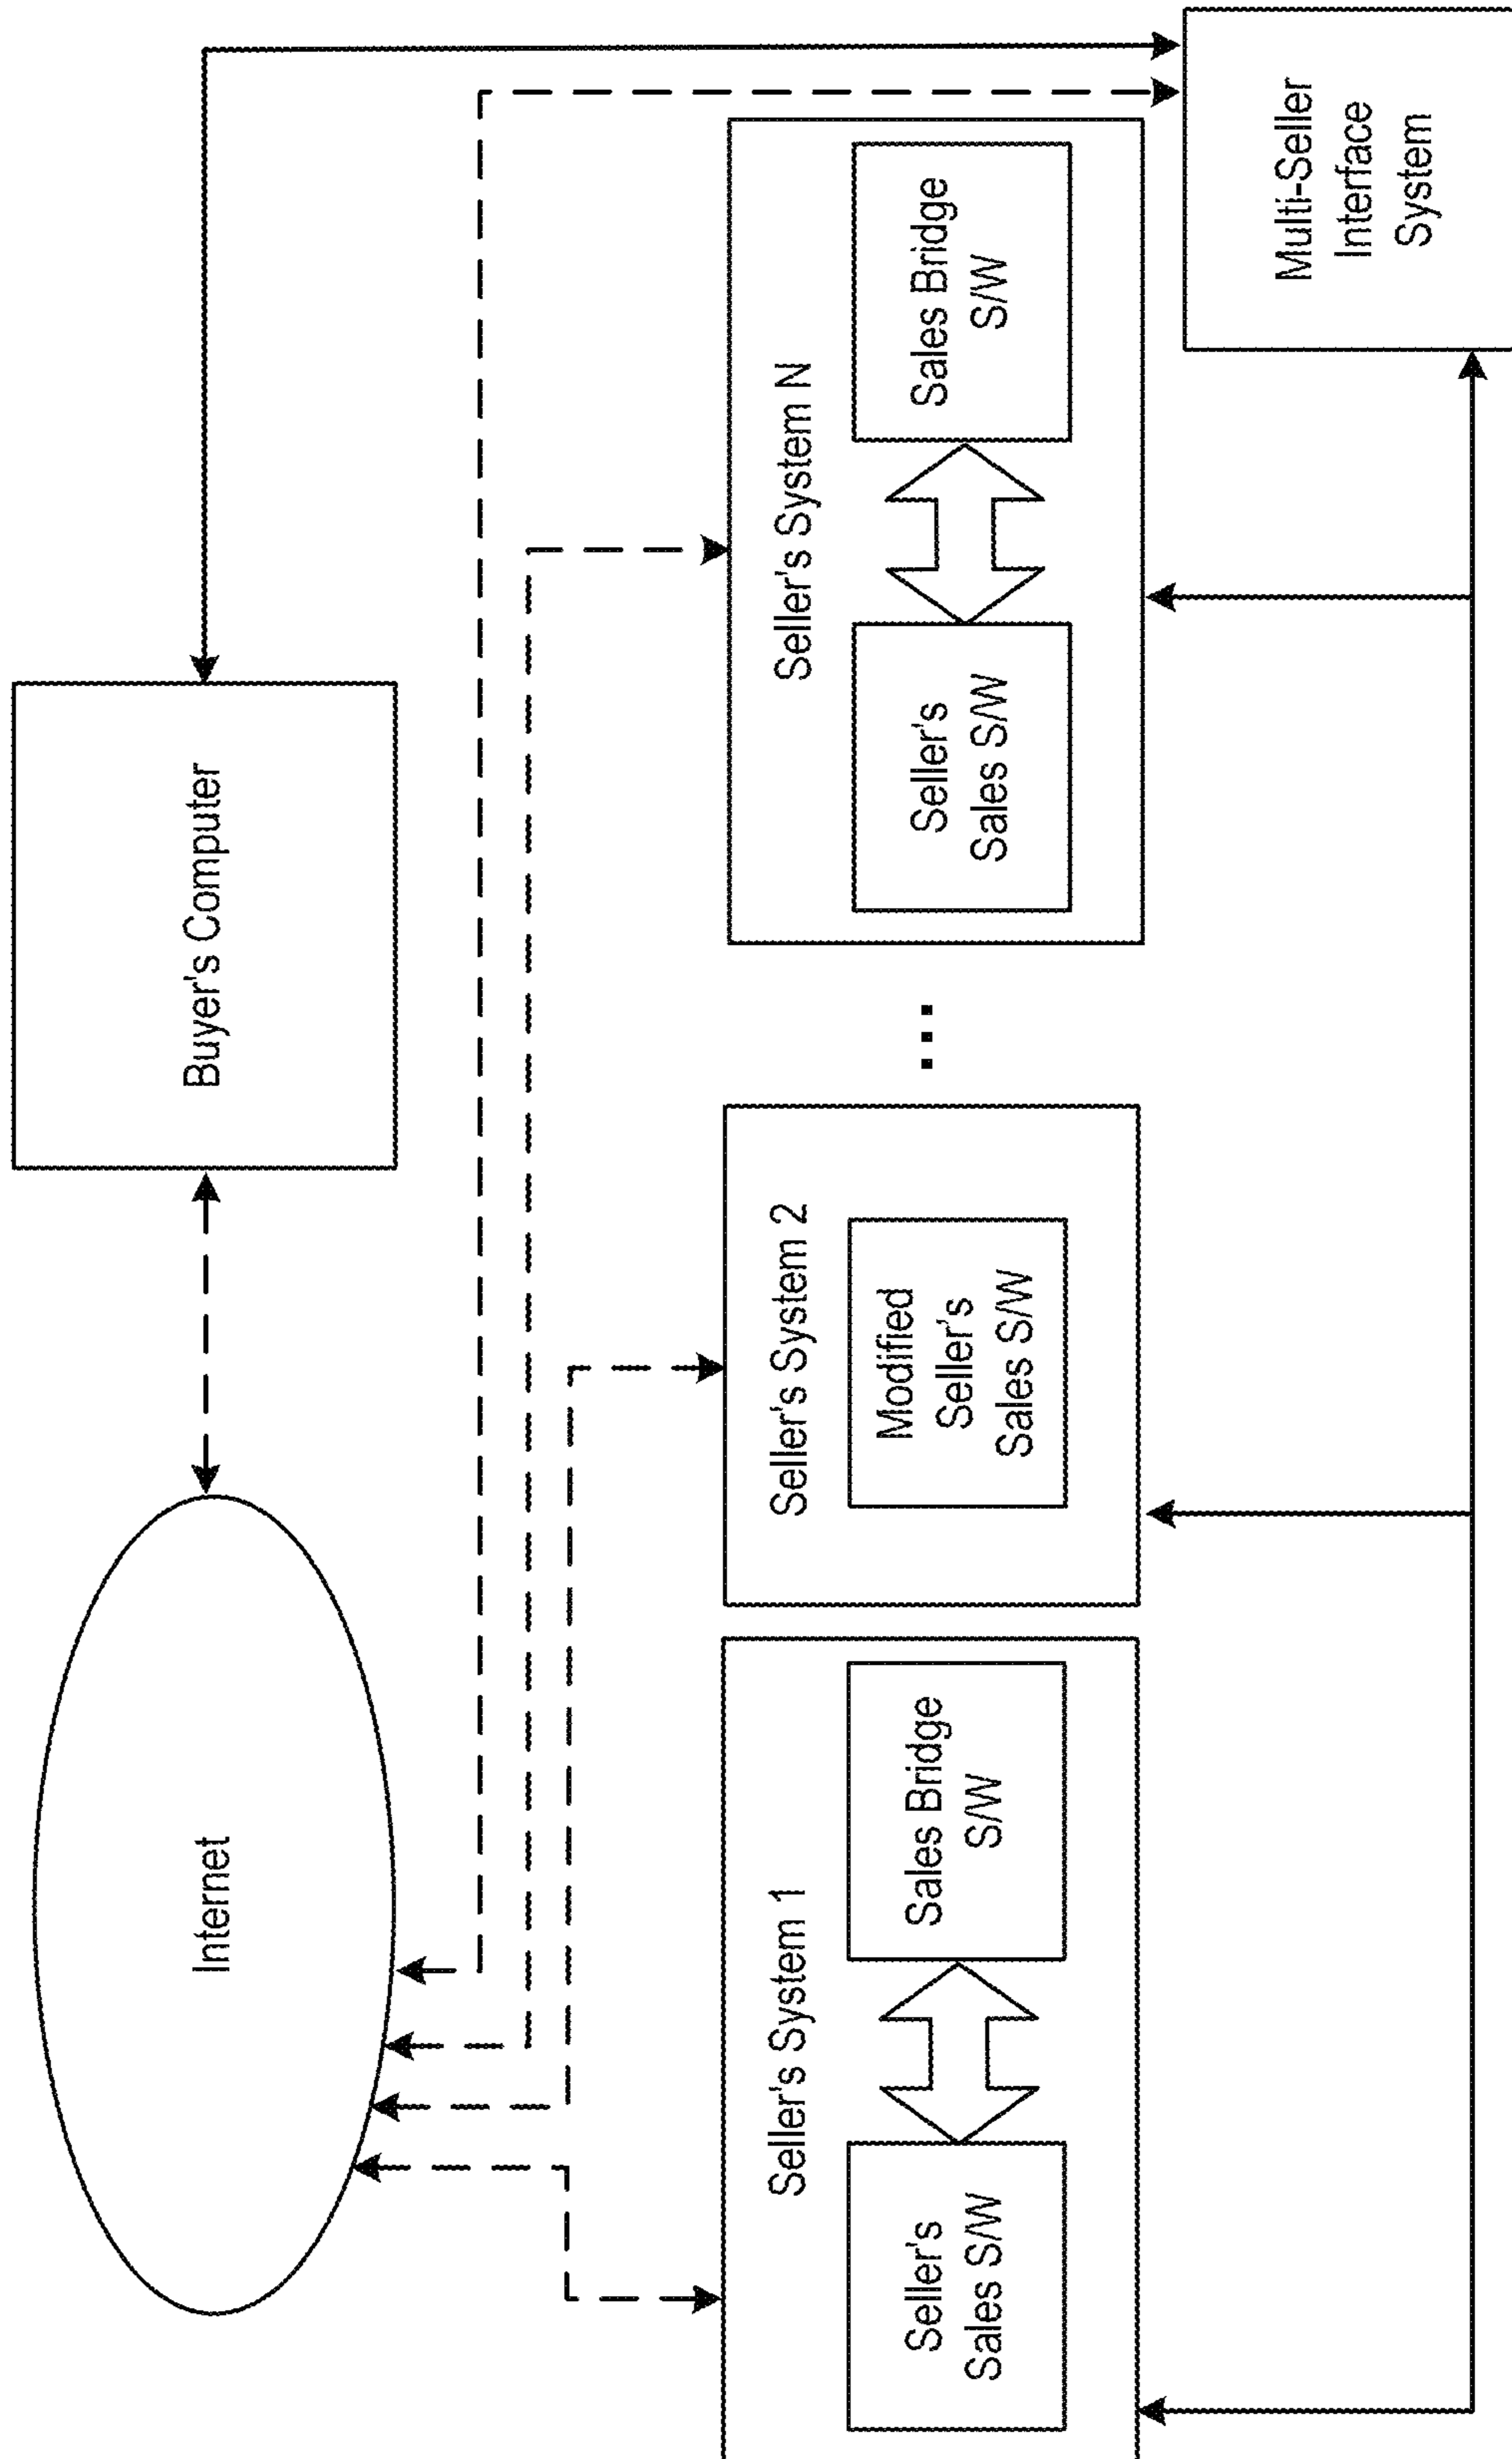 Internet
Buyer's Computer
Seller's System 1
Seller's
Sales S/W
Sales Bridge
S/W
Seller's System 2
Modified
Seller's
Sales S/W
...
Seller's System N
Seller's
Sales S/W
Sales Bridge
S/W
Multi-Seller
Interface
System